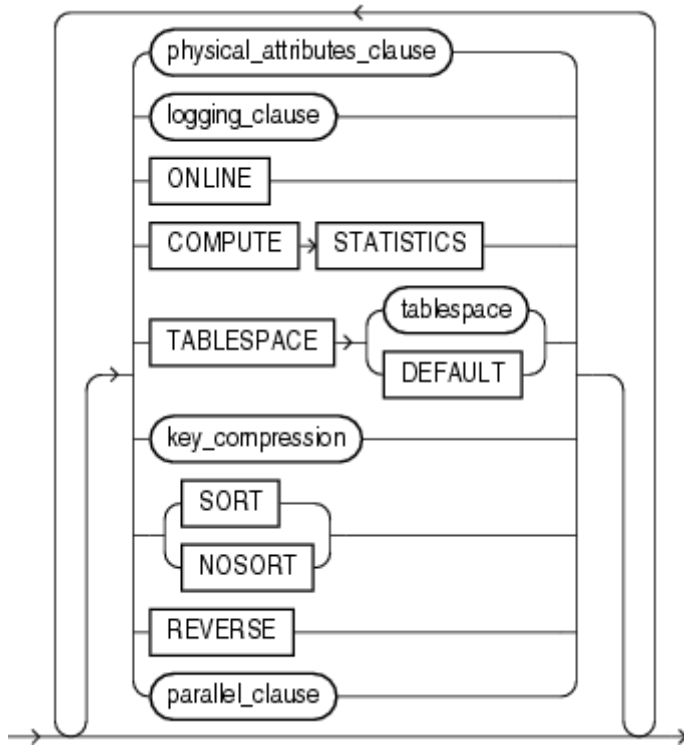 physical_attributes_clause
logging_clause
ONLINE
COMPUTE STATISTICS
tablespace
TABLESPACE
DEFAULT
key_compression
SORT
NOSORT
REVERSE
parallel_clause